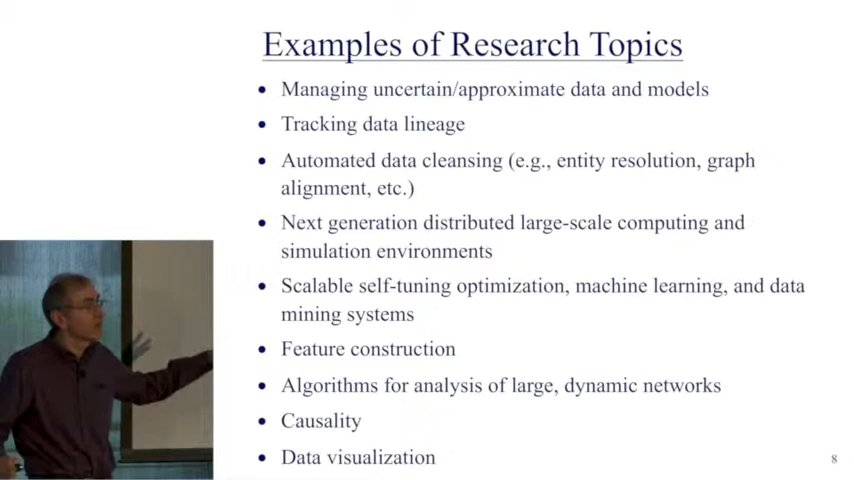 Examples of Research Topics
• Managing uncertain/approximate data and models
• Tracking data lineage
• Automated data cleansing (e.g., entity resolution, graph
alignment, etc.)
• Next generation distributed large-scale computing and
simulation environments
• Scalable self-tuning optimization, machine learning, and data
mining systems
• Feature construction
• Algorithms for analysis of large, dynamic networks
• Causality
• Data visualization
8